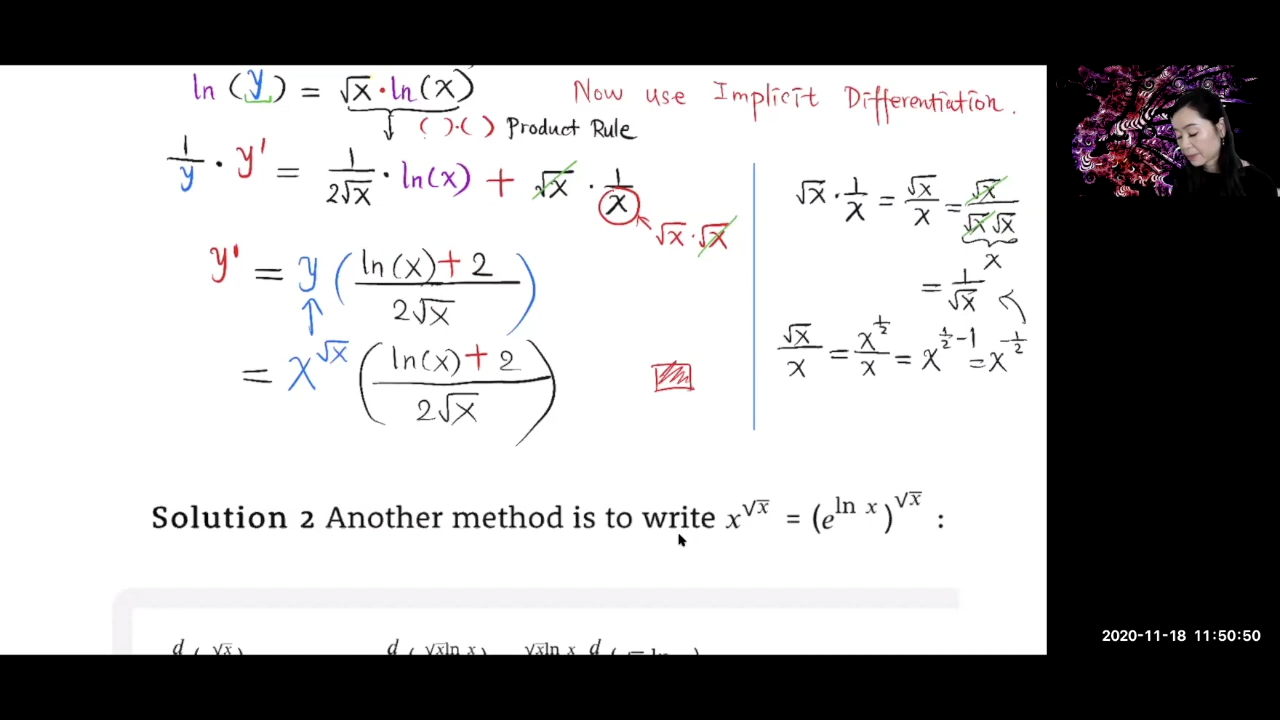 ln (y) = √x · ln(x)
Now use Implicit Differentiation.
( )·( ) Product Rule
1/y · y' = 1/(2√x) · ln(x) + √x · 1/x
√x · √x
y' = y ( (ln(x) + 2)/(2√x) )
= x^√x ( (ln(x) + 2)/(2√x) )
√x · 1/x = √x/x = √x/(√x √x)
x
= 1/√x
√x/x = x^(1/2)/x = x^(1/2 - 1) = x^(-1/2)
Solution 2 Another method is to write x^√x = (e^(ln x))^√x :
2020-11-18 11:50:50